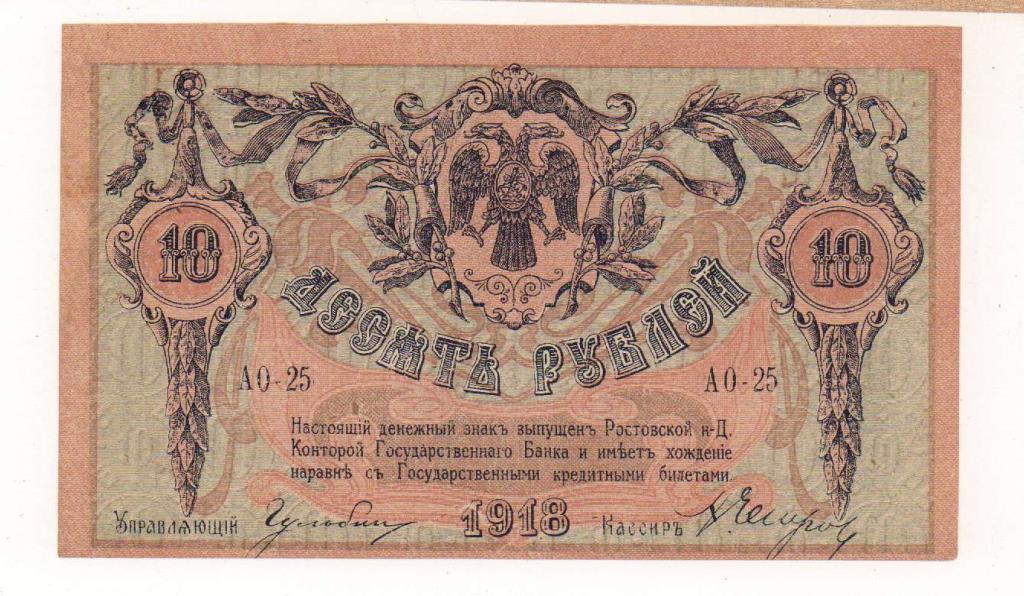 10 10
ДЕСЯТЬ РУБЛЕЙ
АО-25 АО-25
Настоящій денежный знакъ выпущенъ Ростовской н-Д.
Конторой Государственнаго Банка и имѣетъ хожденіе
наравнѣ съ Государственными кредитными билетами.
Управляющій 1918 Кассиръ